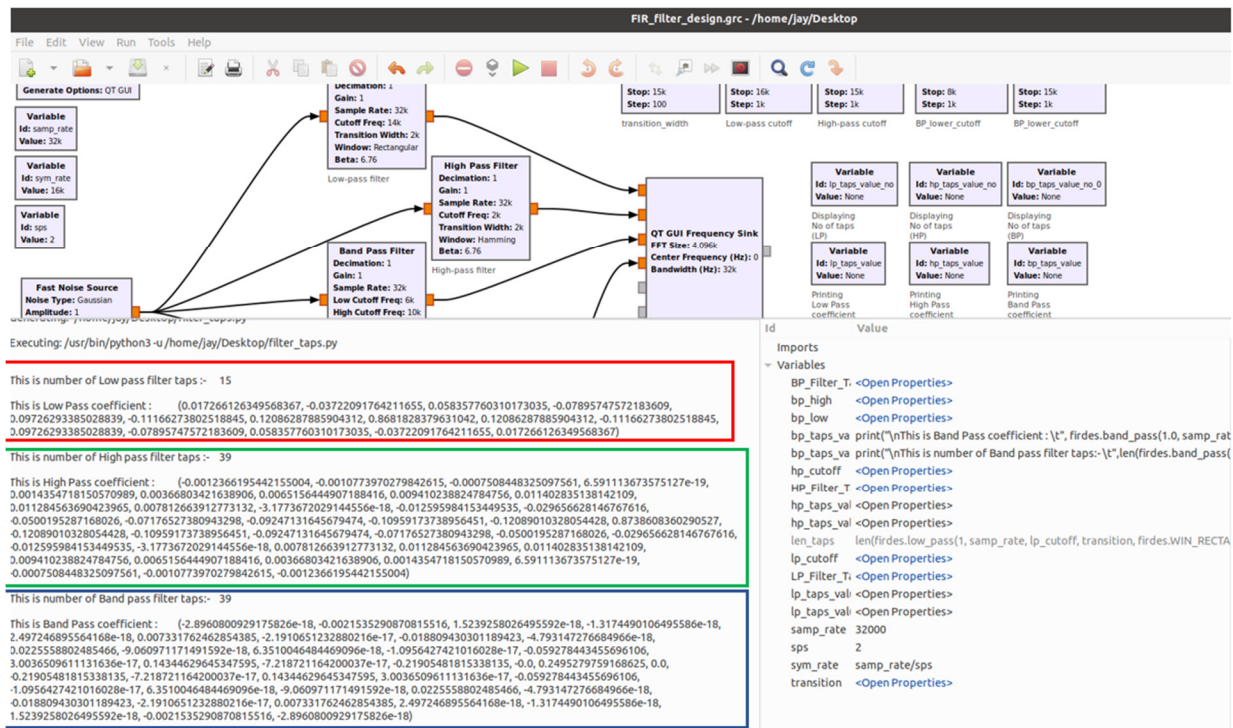 FIR_filter_design.grc - /home/jay/Desktop
File Edit View Run Tools Help
Generate Options: QT GUI
Variable
Id: samp_rate
Value: 32k
Variable
Id: sym_rate
Value: 16k
Variable
Id: sps
Value: 2
Fast Noise Source
Noise Type: Gaussian
Amplitude: 1
Decimation: 1
Gain: 1
Sample Rate: 32k
Cutoff Freq: 14k
Transition Width: 2k
Window: Rectangular
Beta: 6.76
Low-pass filter
High Pass Filter
Decimation: 1
Gain: 1
Sample Rate: 32k
Cutoff Freq: 2k
Transition Width: 2k
Window: Hamming
Beta: 6.76
High-pass filter
Band Pass Filter
Decimation: 1
Gain: 1
Sample Rate: 32k
Low Cutoff Freq: 6k
High Cutoff Freq: 10k
QT GUI Frequency Sink
FFT Size: 4.096k
Center Frequency (Hz): 0
Bandwidth (Hz): 32k
Stop: 15k
Step: 100
transition_width
Stop: 16k
Step: 1k
Low-pass cutoff
Stop: 15k
Step: 1k
High-pass cutoff
Stop: 8k
Step: 1k
BP_lower_cutoff
Stop: 15k
Step: 1k
BP_lower_cutoff
Variable
Id: lp_taps_value_no
Value: None
Displaying
No of taps
(LP)
Variable
Id: hp_taps_value_no
Value: None
Displaying
No of taps
(HP)
Variable
Id: bp_taps_value_no_0
Value: None
Displaying
No of taps
(BP)
Variable
Id: lp_taps_value
Value: None
Printing
Low Pass
coefficient
Variable
Id: hp_taps_value
Value: None
Printing
High Pass
coefficient
Variable
Id: bp_taps_value
Value: None
Printing
Band Pass
coefficient
Generating: /home/jay/Desktop/filter_taps.py
Executing: /usr/bin/python3 -u /home/jay/Desktop/filter_taps.py
This is number of Low pass filter taps :- 15
This is Low Pass coefficient : (0.017266126349568367, -0.03722091764211655, 0.058357760310173035, -0.07895747572183609,
0.09726293385028839, -0.11166273802518845, 0.12086287885904312, 0.8681828379631042, 0.12086287885904312, -0.11166273802518845,
0.09726293385028839, -0.07895747572183609, 0.058357760310173035, -0.03722091764211655, 0.017266126349568367)
This is number of High pass filter taps :- 39
This is High Pass coefficient : (-0.0012366195442155004, -0.0010773970279842615, -0.0007508448325097561, 6.591113673575127e-19,
0.0014354718150570989, 0.00366803421638906, 0.0065156444907188416, 0.009410238824784756, 0.011402835138142109,
0.011284563690423965, 0.007812663912773132, -3.1773672029144556e-18, -0.012595984153449535, -0.029656628146767616,
-0.0500195287168026, -0.07176527380943298, -0.09247131645679474, -0.10959173738956451, -0.12089010328054428, 0.8738608360290527,
-0.12089010328054428, -0.10959173738956451, -0.09247131645679474, -0.07176527380943298, -0.0500195287168026, -0.029656628146767616,
-0.012595984153449535, -3.1773672029144556e-18, 0.007812663912773132, 0.011284563690423965, 0.011402835138142109,
0.009410238824784756, 0.0065156444907188416, 0.00366803421638906, 0.0014354718150570989, 6.591113673575127e-19,
-0.0007508448325097561, -0.0010773970279842615, -0.0012366195442155004)
This is number of Band pass filter taps:- 39
This is Band Pass coefficient : (-2.8960800929175826e-18, -0.0021535290870815516, 1.5239258026495592e-18, -1.3174490106495586e-18,
2.497246895564168e-18, 0.007331762462854385, -2.1910651232880216e-17, -0.018809430301189423, -4.793147276684966e-18,
0.0225558802485466, -9.060971171491592e-18, 6.3510046484469096e-18, -1.0956427421016028e-17, -0.059278443455696106,
3.0036509611131636e-17, 0.14344629645347595, -7.218721164200037e-17, -0.21905481815338135, -0.0, 0.2495279759168625, 0.0,
-0.21905481815338135, -7.218721164200037e-17, 0.14344629645347595, 3.0036509611131636e-17, -0.059278443455696106,
-1.0956427421016028e-17, 6.3510046484469096e-18, -9.060971171491592e-18, 0.0225558802485466, -4.793147276684966e-18,
-0.018809430301189423, -2.1910651232880216e-17, 0.007331762462854385, 2.497246895564168e-18, -1.3174490106495586e-18,
1.5239258026495592e-18, -0.0021535290870815516, -2.8960800929175826e-18)
Id Value
Imports
Variables
BP_Filter_T <Open Properties>
bp_high <Open Properties>
bp_low <Open Properties>
bp_taps_va print("\nThis is Band Pass coefficient : \t", firdes.band_pass(1.0, samp_rat
bp_taps_va print("\nThis is number of Band pass filter taps:- \t",len(firdes.band_pass(
hp_cutoff <Open Properties>
HP_Filter_T <Open Properties>
hp_taps_val <Open Properties>
hp_taps_val <Open Properties>
len_taps len(firdes.low_pass(1, samp_rate, lp_cutoff, transition, firdes.WIN_RECTA
lp_cutoff <Open Properties>
LP_Filter_T <Open Properties>
lp_taps_val <Open Properties>
lp_taps_val <Open Properties>
samp_rate 32000
sps 2
sym_rate samp_rate/sps
transition <Open Properties>